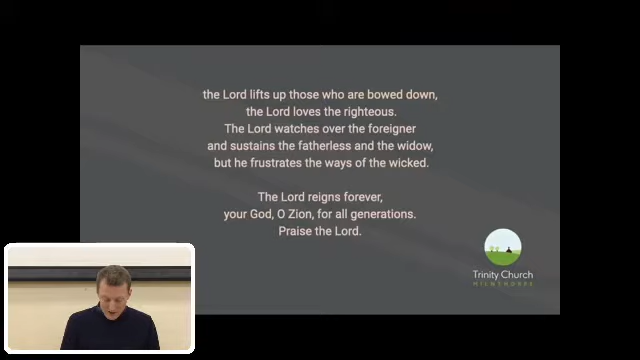 the Lord lifts up those who are bowed down,
the Lord loves the righteous.
The Lord watches over the foreigner
and sustains the fatherless and the widow,
but he frustrates the ways of the wicked.
The Lord reigns forever,
your God, O Zion, for all generations.
Praise the Lord.
Trinity Church
MILNTHORPE